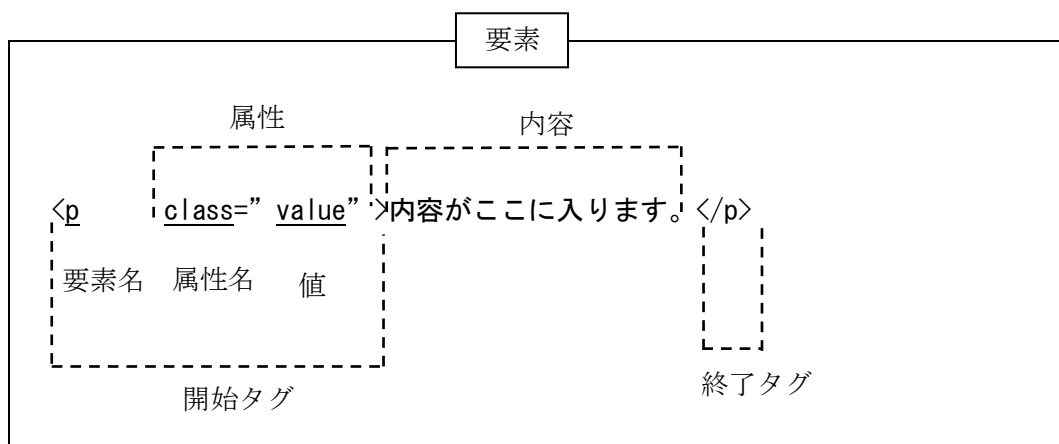 要素
属性 内容
<p class=” value” >内容がここに入ります。</p>
要素名 属性名 値
開始タグ 終了タグ